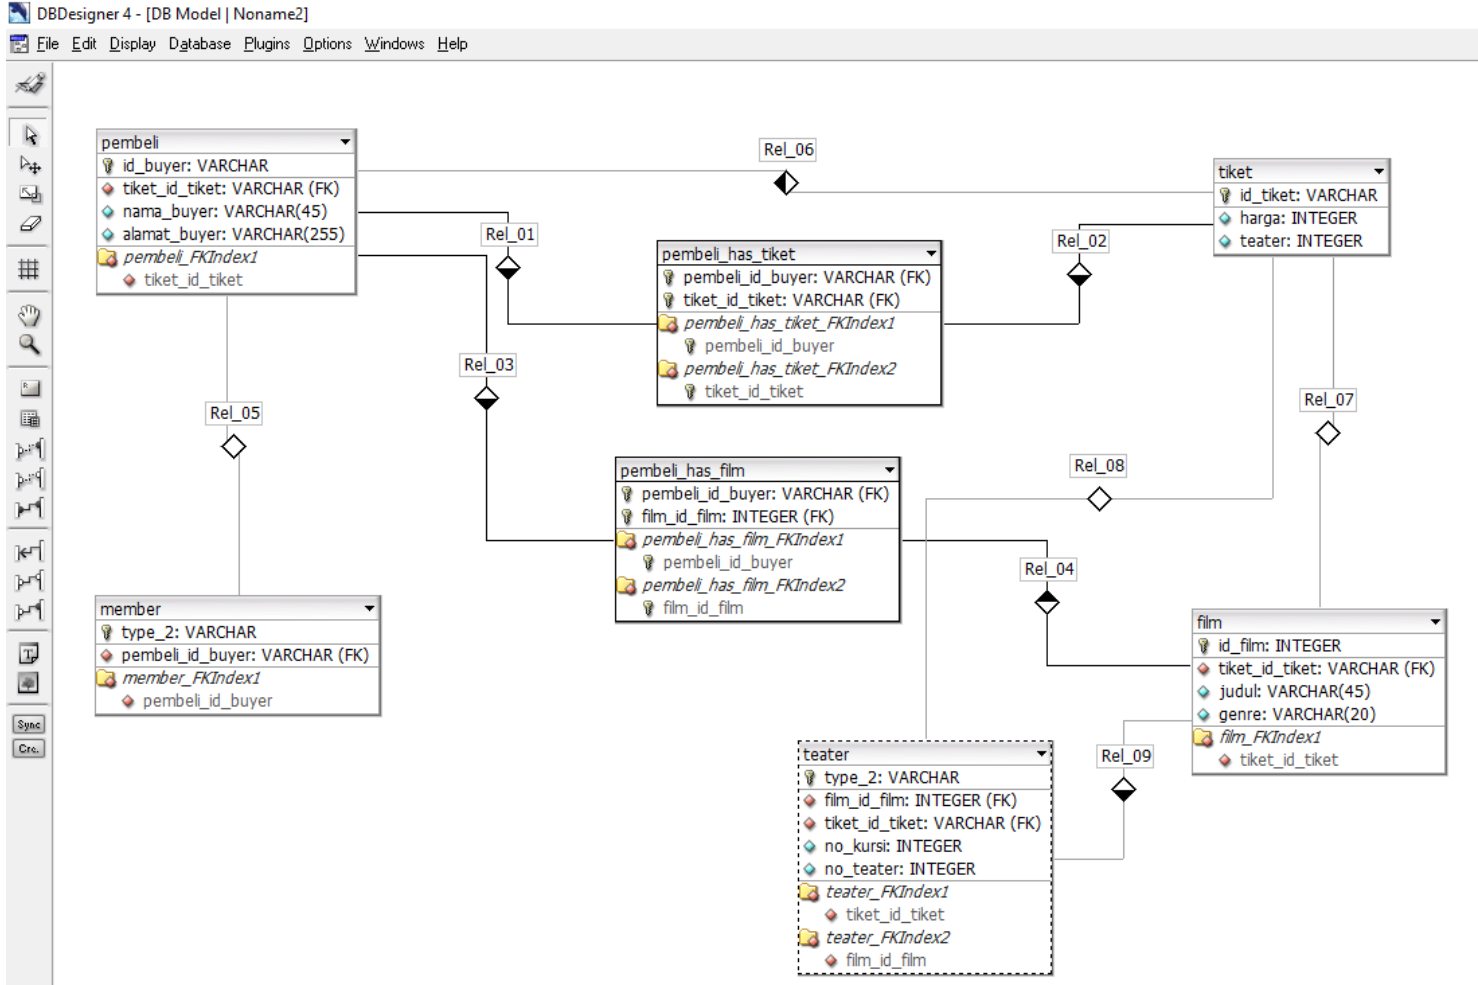 DBDesigner 4 - [DB Model | Noname2]
File Edit Display Database Plugins Options Windows Help
pembeli
id_buyer: VARCHAR
tiket_id_tiket: VARCHAR (FK)
nama_buyer: VARCHAR(45)
alamat_buyer: VARCHAR(255)
pembeli_FKIndex1
tiket_id_tiket
Rel_06
tiket
id_tiket: VARCHAR
harga: INTEGER
teater: INTEGER
Rel_01
pembeli_has_tiket
pembeli_id_buyer: VARCHAR (FK)
tiket_id_tiket: VARCHAR (FK)
pembeli_has_tiket_FKIndex1
pembeli_id_buyer
pembeli_has_tiket_FKIndex2
tiket_id_tiket
Rel_02
Rel_03
Rel_05
Rel_07
pembeli_has_film
pembeli_id_buyer: VARCHAR (FK)
film_id_film: INTEGER (FK)
pembeli_has_film_FKIndex1
pembeli_id_buyer
pembeli_has_film_FKIndex2
film_id_film
Rel_08
Rel_04
member
type_2: VARCHAR
pembeli_id_buyer: VARCHAR (FK)
member_FKIndex1
pembeli_id_buyer
film
id_film: INTEGER
tiket_id_tiket: VARCHAR (FK)
judul: VARCHAR(45)
genre: VARCHAR(20)
film_FKIndex1
tiket_id_tiket
Rel_09
teater
type_2: VARCHAR
film_id_film: INTEGER (FK)
tiket_id_tiket: VARCHAR (FK)
no_kursi: INTEGER
no_teater: INTEGER
teater_FKIndex1
tiket_id_tiket
teater_FKIndex2
film_id_film
Sync
Cre.